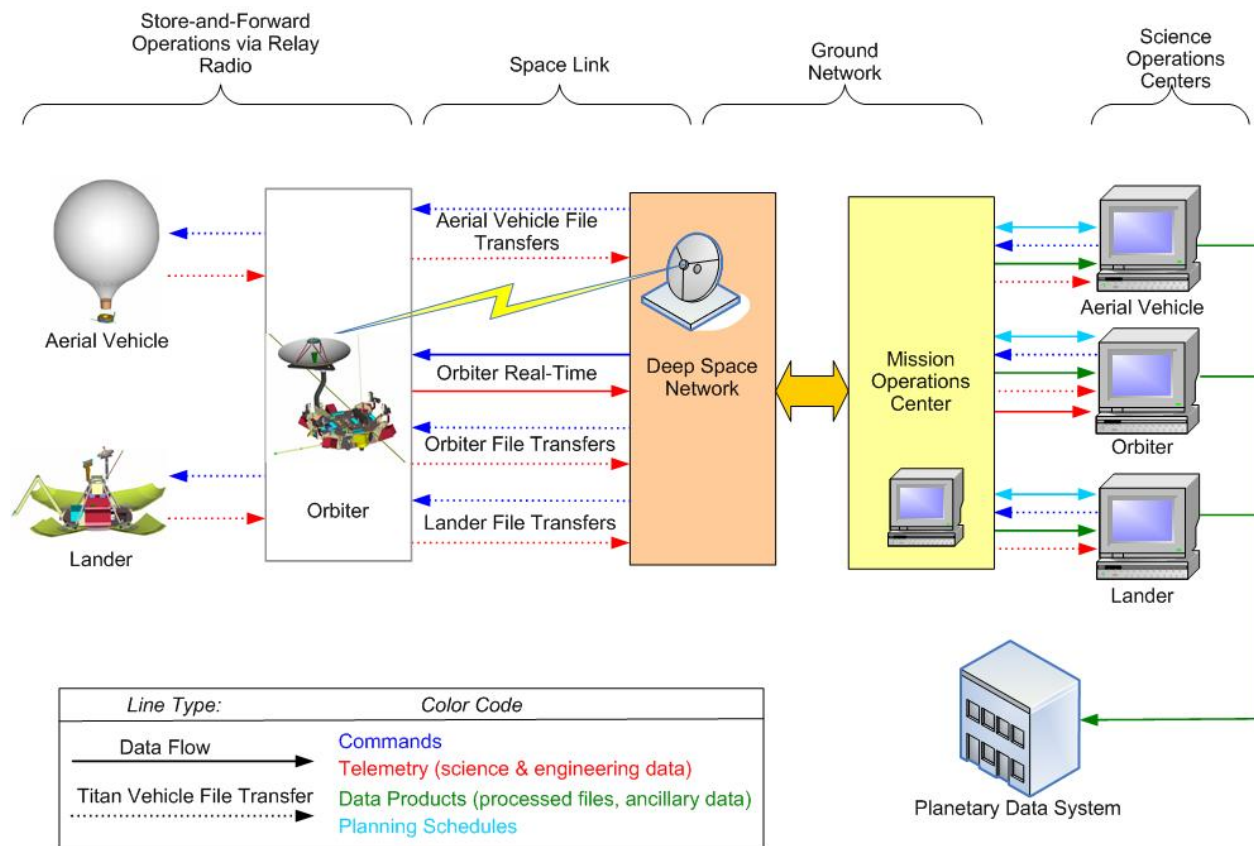 Store-and-Forward
Operations via Relay
Radio
Space Link
Ground
Network
Science
Operations
Centers
Aerial Vehicle File
Transfers
Aerial Vehicle
Aerial Vehicle
Orbiter Real-Time
Deep Space
Network
Mission
Operations
Center
Orbiter File Transfers
Orbiter
Orbiter
Lander File Transfers
Lander
Lander
Line Type:
Color Code
Data Flow
Commands
Telemetry (science & engineering data)
Titan Vehicle File Transfer
Data Products (processed files, ancillary data)
Planning Schedules
Planetary Data System